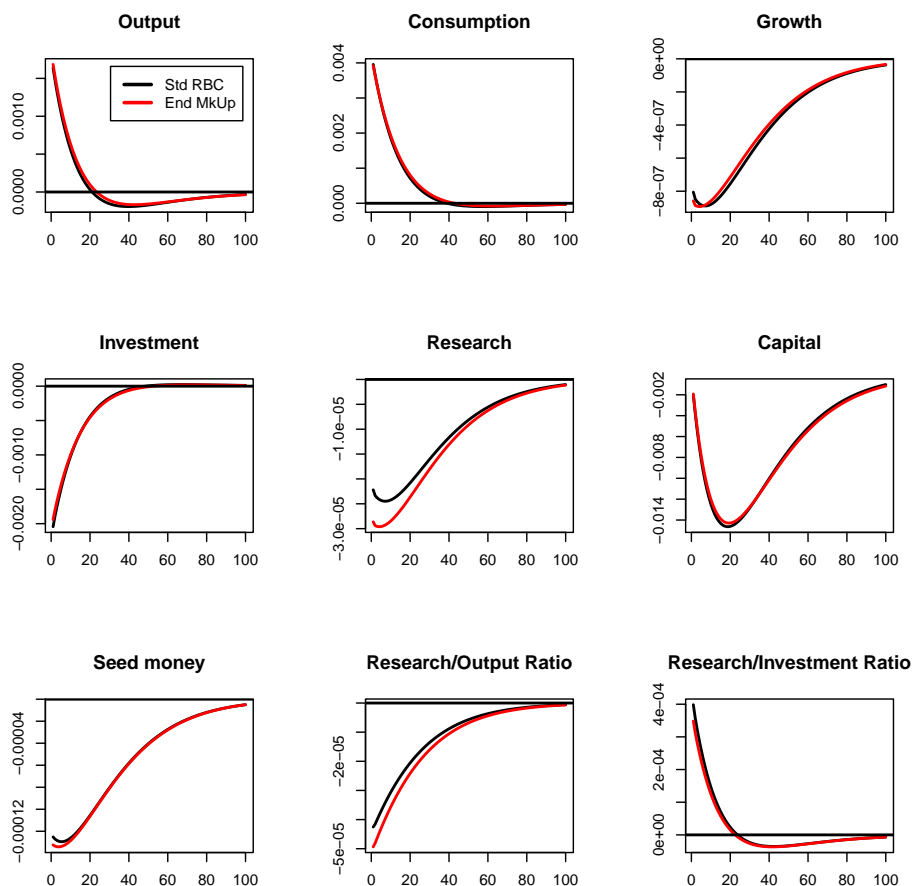 Output
Consumption
Growth
Std RBC
End MkUp
0.0000
0.0010
0 20 40 60 80 100
0.000
0.002
0.004
0 20 40 60 80 100
−8e−07
−4e−07
0e+00
0 20 40 60 80 100
Investment
Research
Capital
−0.0020
−0.0010
0.0000
0 20 40 60 80 100
−3.0e−05
−1.0e−05
0 20 40 60 80 100
−0.014
−0.008
−0.002
0 20 40 60 80 100
Seed money
Research/Output Ratio
Research/Investment Ratio
−0.00012
−0.00004
0 20 40 60 80 100
−5e−05
−2e−05
0 20 40 60 80 100
0e+00
2e−04
4e−04
0 20 40 60 80 100